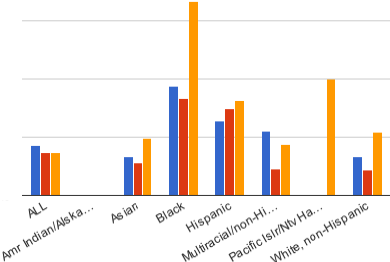 ALL
Amr Indian/Alska...
Asian
Black
Hispanic
Multiracial/non-Hi...
Pacific Islr/Ntv Ha...
White, non-Hispanic